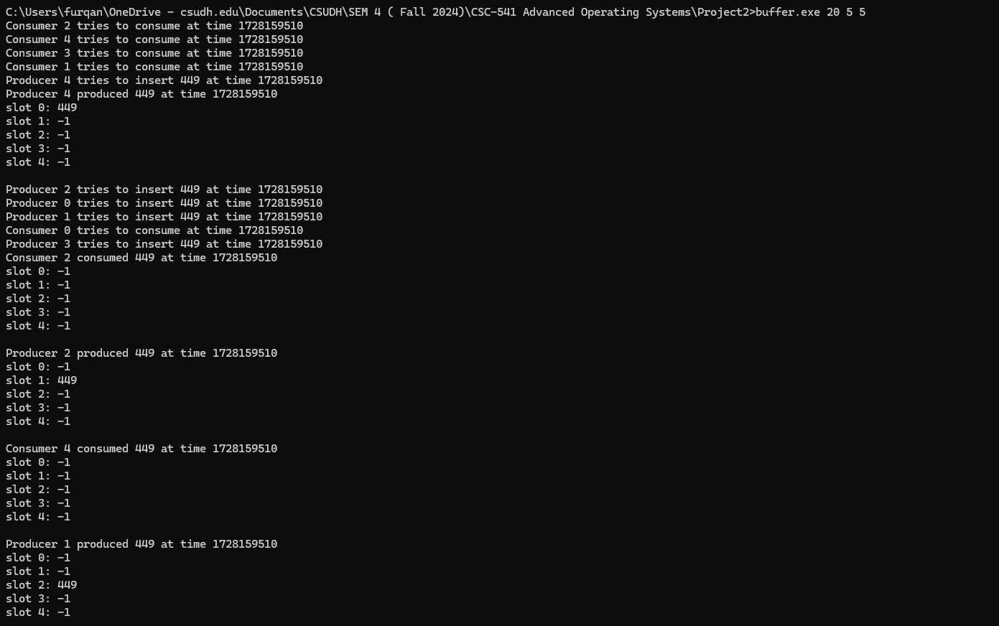 C:\Users\furqan\OneDrive - csudh.edu\Documents\CSUDH\SEM 4 ( Fall 2024)\CSC-541 Advanced Operating Systems\Project2>buffer.exe 20 5 5
Consumer 2 tries to consume at time 1728159510
Consumer 4 tries to consume at time 1728159510
Consumer 3 tries to consume at time 1728159510
Consumer 1 tries to consume at time 1728159510
Producer 4 tries to insert 449 at time 1728159510
Producer 4 produced 449 at time 1728159510
slot 0: 449
slot 1: -1
slot 2: -1
slot 3: -1
slot 4: -1

Producer 2 tries to insert 449 at time 1728159510
Producer 0 tries to insert 449 at time 1728159510
Producer 1 tries to insert 449 at time 1728159510
Consumer 0 tries to consume at time 1728159510
Producer 3 tries to insert 449 at time 1728159510
Consumer 2 consumed 449 at time 1728159510
slot 0: -1
slot 1: -1
slot 2: -1
slot 3: -1
slot 4: -1

Producer 2 produced 449 at time 1728159510
slot 0: -1
slot 1: 449
slot 2: -1
slot 3: -1
slot 4: -1

Consumer 4 consumed 449 at time 1728159510
slot 0: -1
slot 1: -1
slot 2: -1
slot 3: -1
slot 4: -1

Producer 1 produced 449 at time 1728159510
slot 0: -1
slot 1: -1
slot 2: 449
slot 3: -1
slot 4: -1